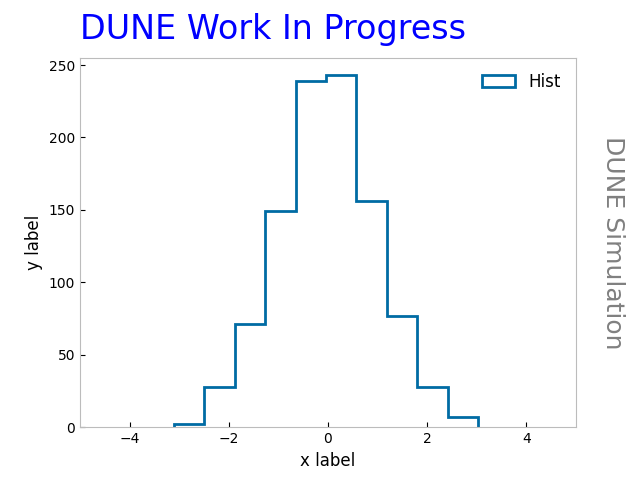 DUNE Work In Progress
Hist
250
200
150
100
50
0
y label
−4
−2
0
2
4
x label
DUNE Simulation